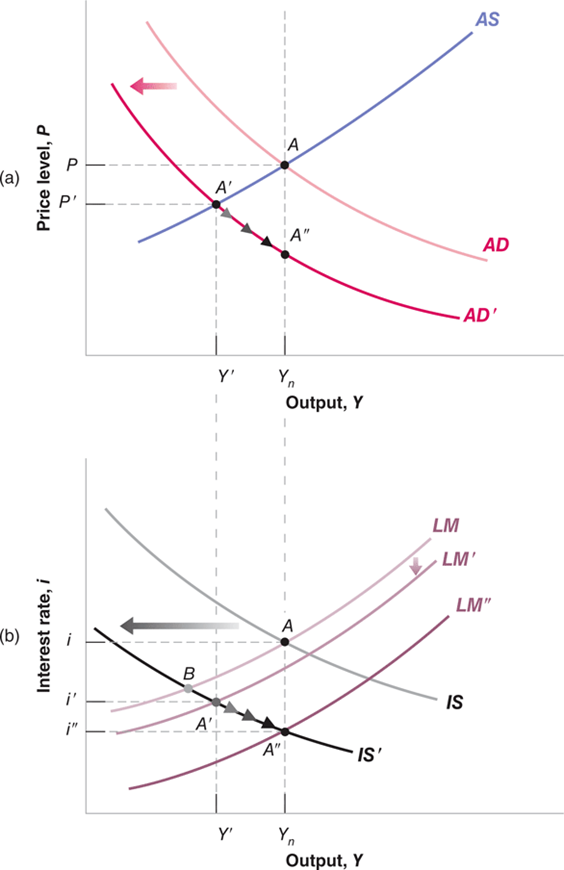 AS
A
P
(a)
Price level, P
P′
A′
A″
AD
AD′
Y′
Yn
Output, Y
LM
LM′
LM″
(b)
Interest rate, i
i
A
B
IS
i′
A′
i″
A″
IS′
Y′
Yn
Output, Y